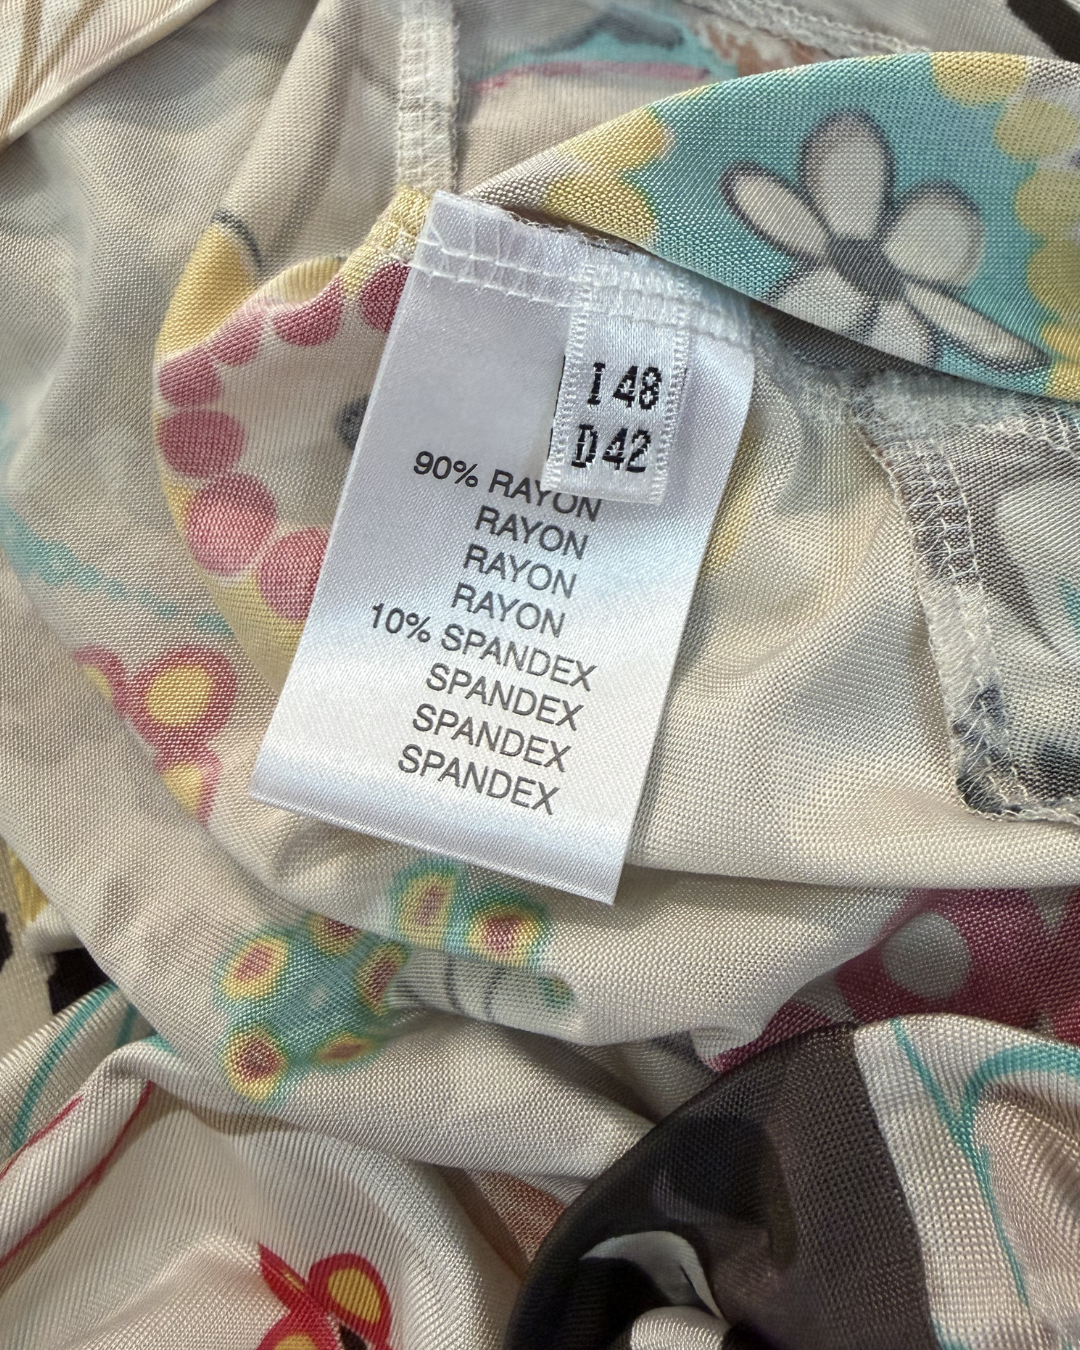 I 48
D 42
90% RAYON
RAYON
RAYON
RAYON
10% SPANDEX
SPANDEX
SPANDEX
SPANDEX